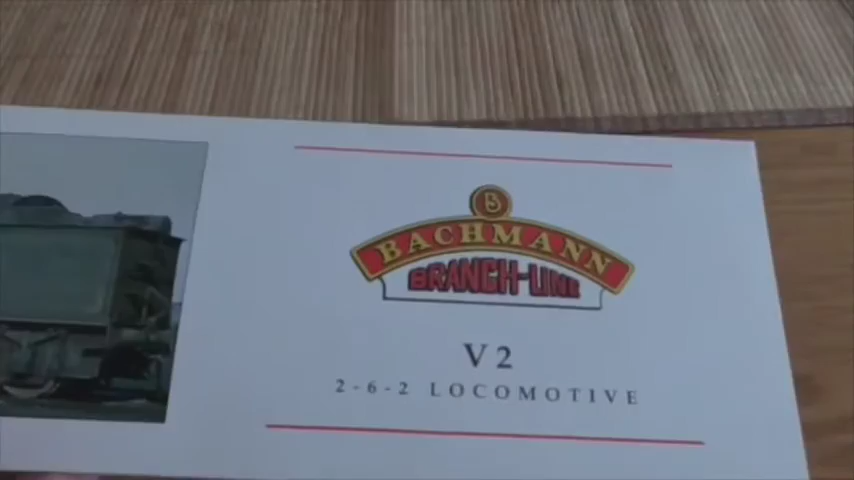 B
BACHMANN
BRANCH-LINE
V2
2-6-2 LOCOMOTIVE